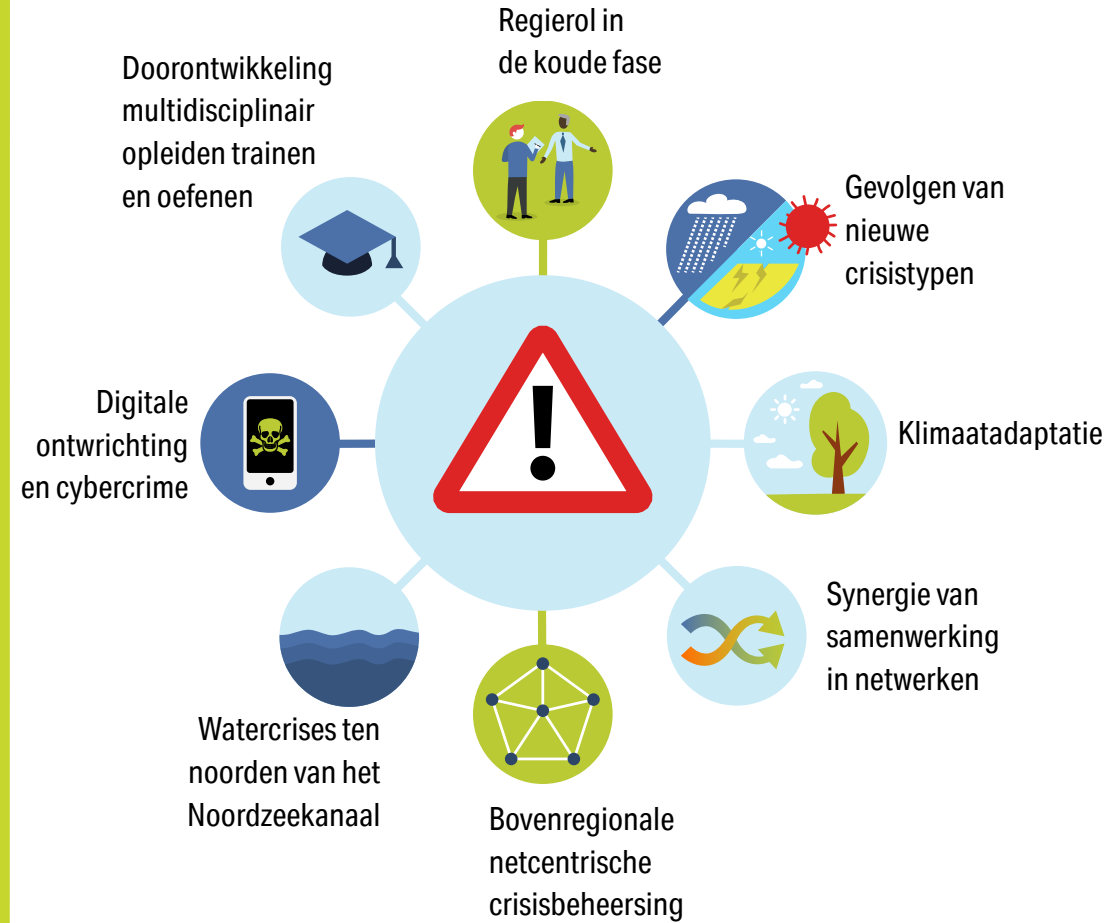 Regierol in
de koude fase
Gevolgen van
nieuwe
crisistypen
Klimaatadaptatie
Synergie van
samenwerking
in netwerken
Bovenregionale
netcentrische
crisisbeheersing
Watercrises ten
noorden van het
Noordzeekanaal
Digitale
ontwrichting
en cybercrime
Doorontwikkeling
multidisciplinair
opleiden trainen
en oefenen
!